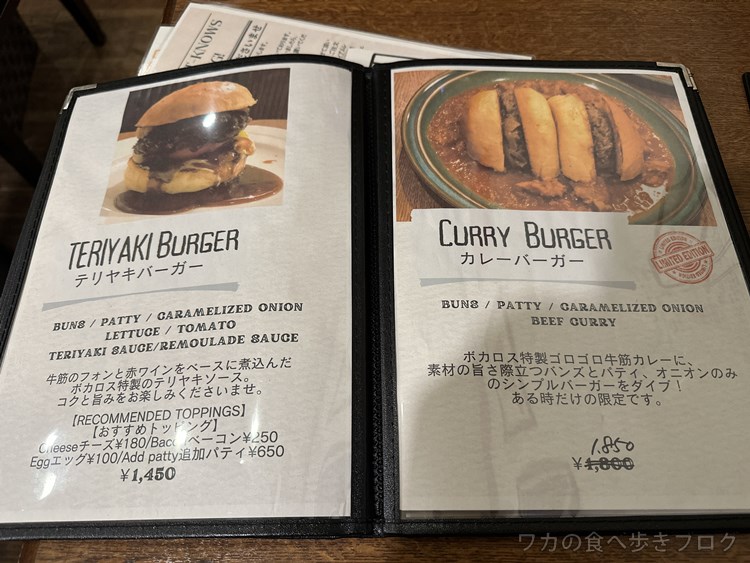 TERIYAKI BURGER
テリヤキバーガー
BUNS / PATTY / CARAMELIZED ONION
LETTUCE / TOMATO
TERIYAKI SAUCE/REMOULADE SAUCE
牛筋のフォンと赤ワインをベースに煮込んだ
ボカロス特製のテリヤキソース。
コクと旨みをお楽しみくださいませ。
【RECOMMENDED TOPPINGS】
【おすすめトッピング】
Cheeseチーズ¥180/Baconベーコン¥250
Eggエッグ¥100/Add patty追加パティ¥650
¥1,450
CURRY BURGER
カレーバーガー
LIMITED EDITION
BUNS / PATTY / CARAMELIZED ONION
BEEF CURRY
ボカロス特製ゴロゴロ牛筋カレーに、
素材の旨さ際立つバンズとパティ、オニオンのみ
のシンプルバーガーをダイブ！
ある時だけの限定です。
1.850
¥1,800
ワカの食べ歩きブログ